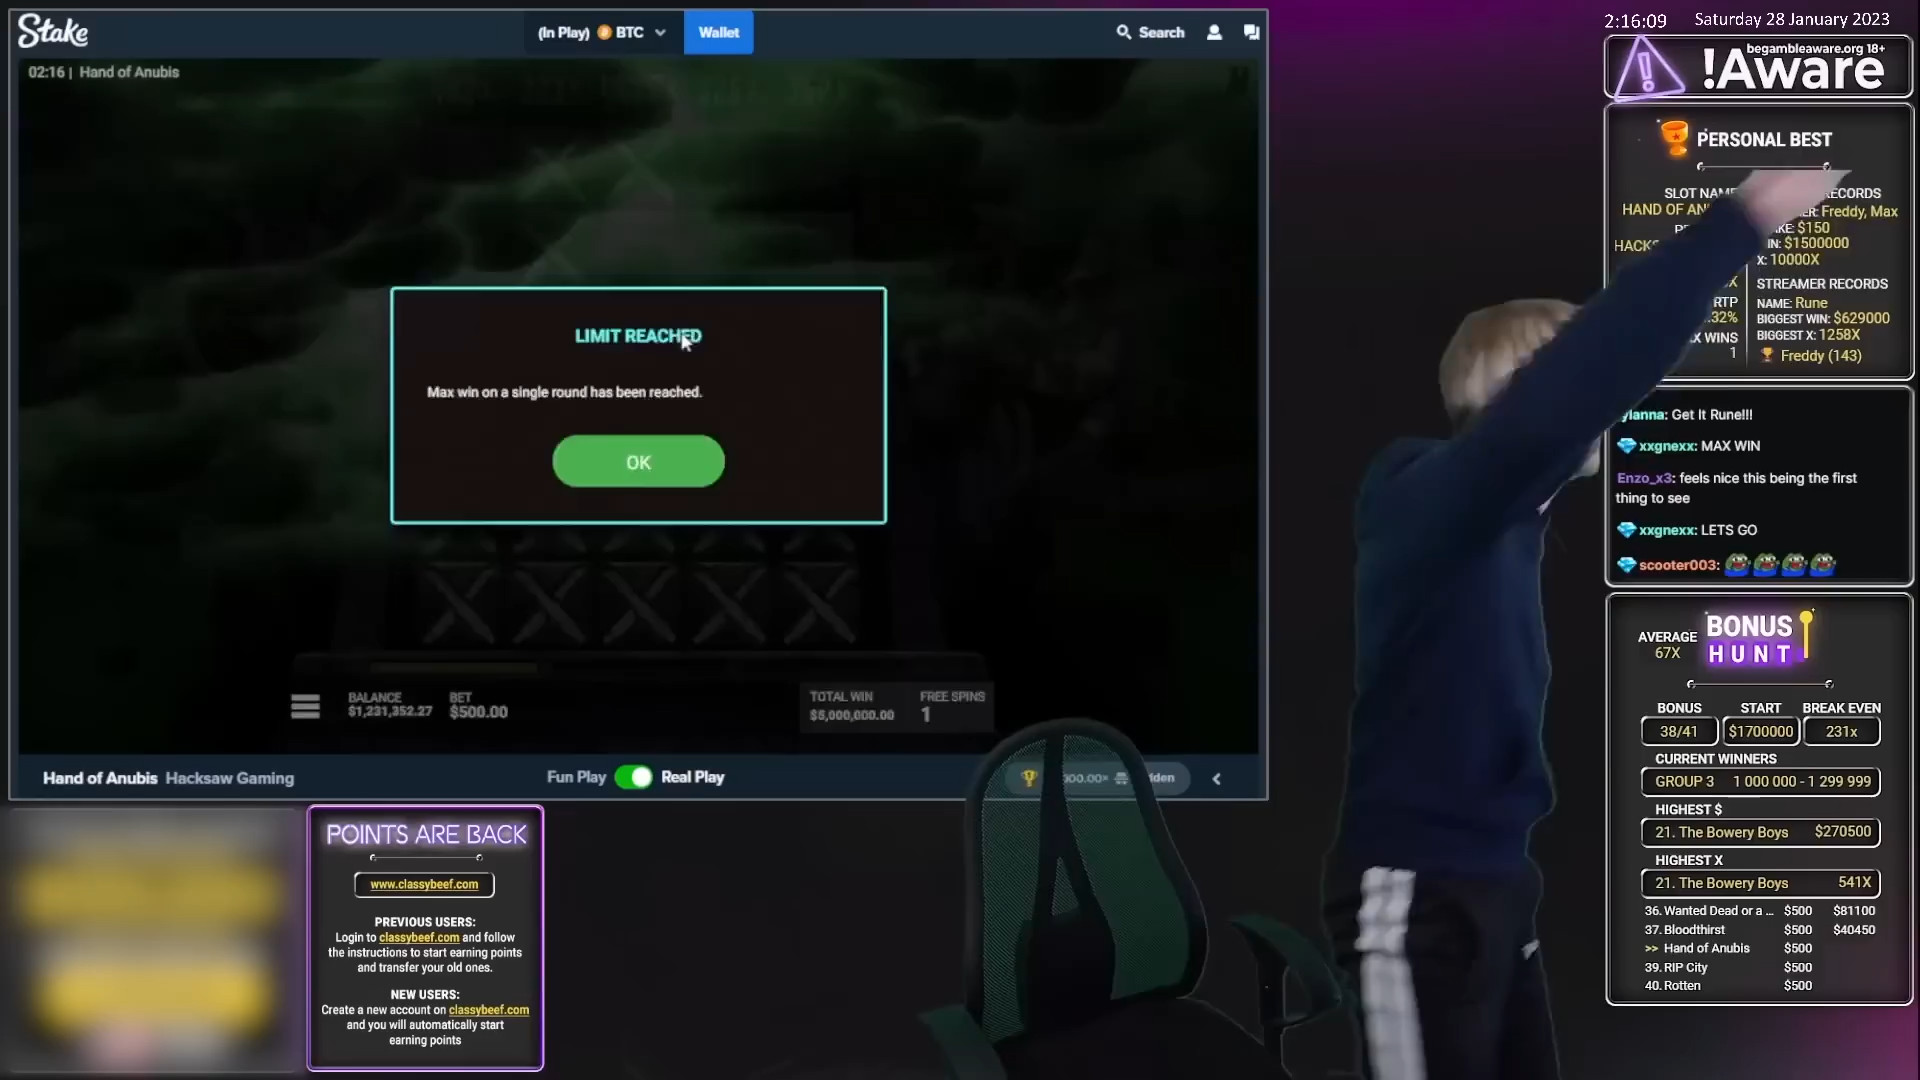 Stake
(In Play) BTC
Wallet
Search
02:16 | Hand of Anubis
LIMIT REACHED
Max win on a single round has been reached.
OK
BALANCE
$1,231,352.27
BET
$500.00
TOTAL WIN
$5,000,000.00
FREE SPINS
1
Hand of Anubis Hacksaw Gaming
Fun Play
Real Play
POINTS ARE BACK
www.classybeef.com
PREVIOUS USERS:
Login to classybeef.com and follow
the instructions to start earning points
and transfer your old ones.
NEW USERS:
Create a new account on classybeef.com
and you will automatically start
earning points
2:16:09 Saturday 28 January 2023
begambleaware.org 18+
!Aware
PERSONAL BEST
SLOT
HAND OF
Freddy, Max
$150
$1500000
X: 10000X
STREAMER RECORDS
NAME: Rune
BIGGEST WIN: $629000
BIGGEST X: 1258X
Freddy (143)
RTP
.32%
WINS
1
Get It Rune!!!
xxgnexx: MAX WIN
Enzo_x3: feels nice this being the first
thing to see
xxgnexx: LETS GO
scooter003:
AVERAGE
67X
BONUS
HUNT
BONUS START BREAK EVEN
38/41 $1700000 231x
CURRENT WINNERS
GROUP 3 1 000 000 - 1 299 999
HIGHEST $
21. The Bowery Boys $270500
HIGHEST X
21. The Bowery Boys 541X
36. Wanted Dead or a ... $500 $81100
37. Bloodthirst $500 $40450
>> Hand of Anubis $500
39. RIP City $500
40. Rotten $500